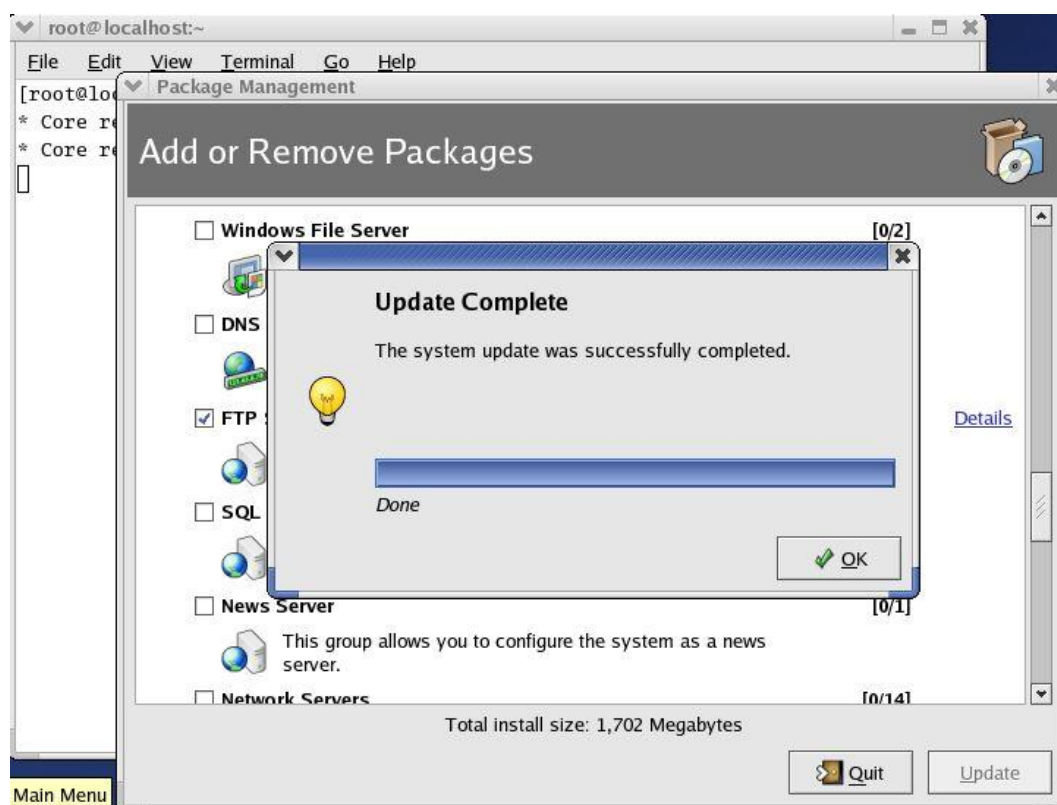 root@localhost:~
File Edit View Terminal Go Help
[root@lo
* Core re
* Core re
Package Management
Add or Remove Packages
Windows File Server [0/2]
DNS
FTP
Details
SQL
Update Complete
The system update was successfully completed.
Done
OK
News Server [0/1]
This group allows you to configure the system as a news
server.
Network Servers [0/14]
Total install size: 1,702 Megabytes
Quit Update
Main Menu